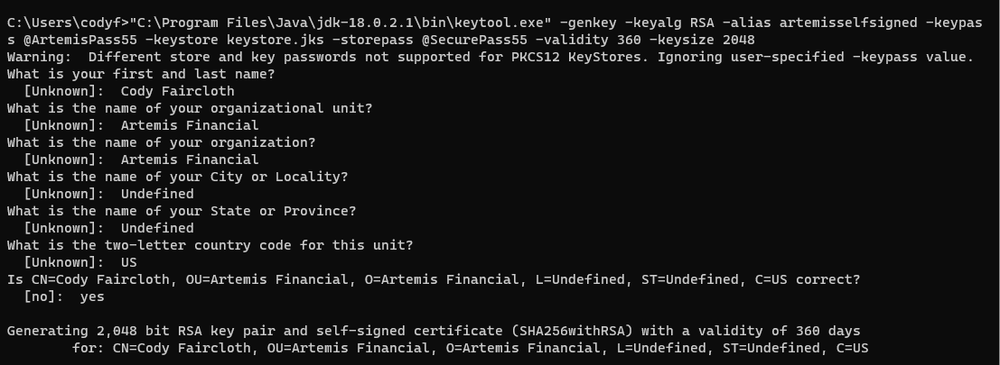 C:\Users\codyf>"C:\Program Files\Java\jdk-18.0.2.1\bin\keytool.exe" -genkey -keyalg RSA -alias artemisselfsigned -keypas
s @ArtemisPass55 -keystore keystore.jks -storepass @SecurePass55 -validity 360 -keysize 2048
Warning:  Different store and key passwords not supported for PKCS12 KeyStores. Ignoring user-specified -keypass value.
What is your first and last name?
  [Unknown]:  Cody Faircloth
What is the name of your organizational unit?
  [Unknown]:  Artemis Financial
What is the name of your organization?
  [Unknown]:  Artemis Financial
What is the name of your City or Locality?
  [Unknown]:  Undefined
What is the name of your State or Province?
  [Unknown]:  Undefined
What is the two-letter country code for this unit?
  [Unknown]:  US
Is CN=Cody Faircloth, OU=Artemis Financial, O=Artemis Financial, L=Undefined, ST=Undefined, C=US correct?
  [no]:  yes

Generating 2,048 bit RSA key pair and self-signed certificate (SHA256withRSA) with a validity of 360 days
        for: CN=Cody Faircloth, OU=Artemis Financial, O=Artemis Financial, L=Undefined, ST=Undefined, C=US